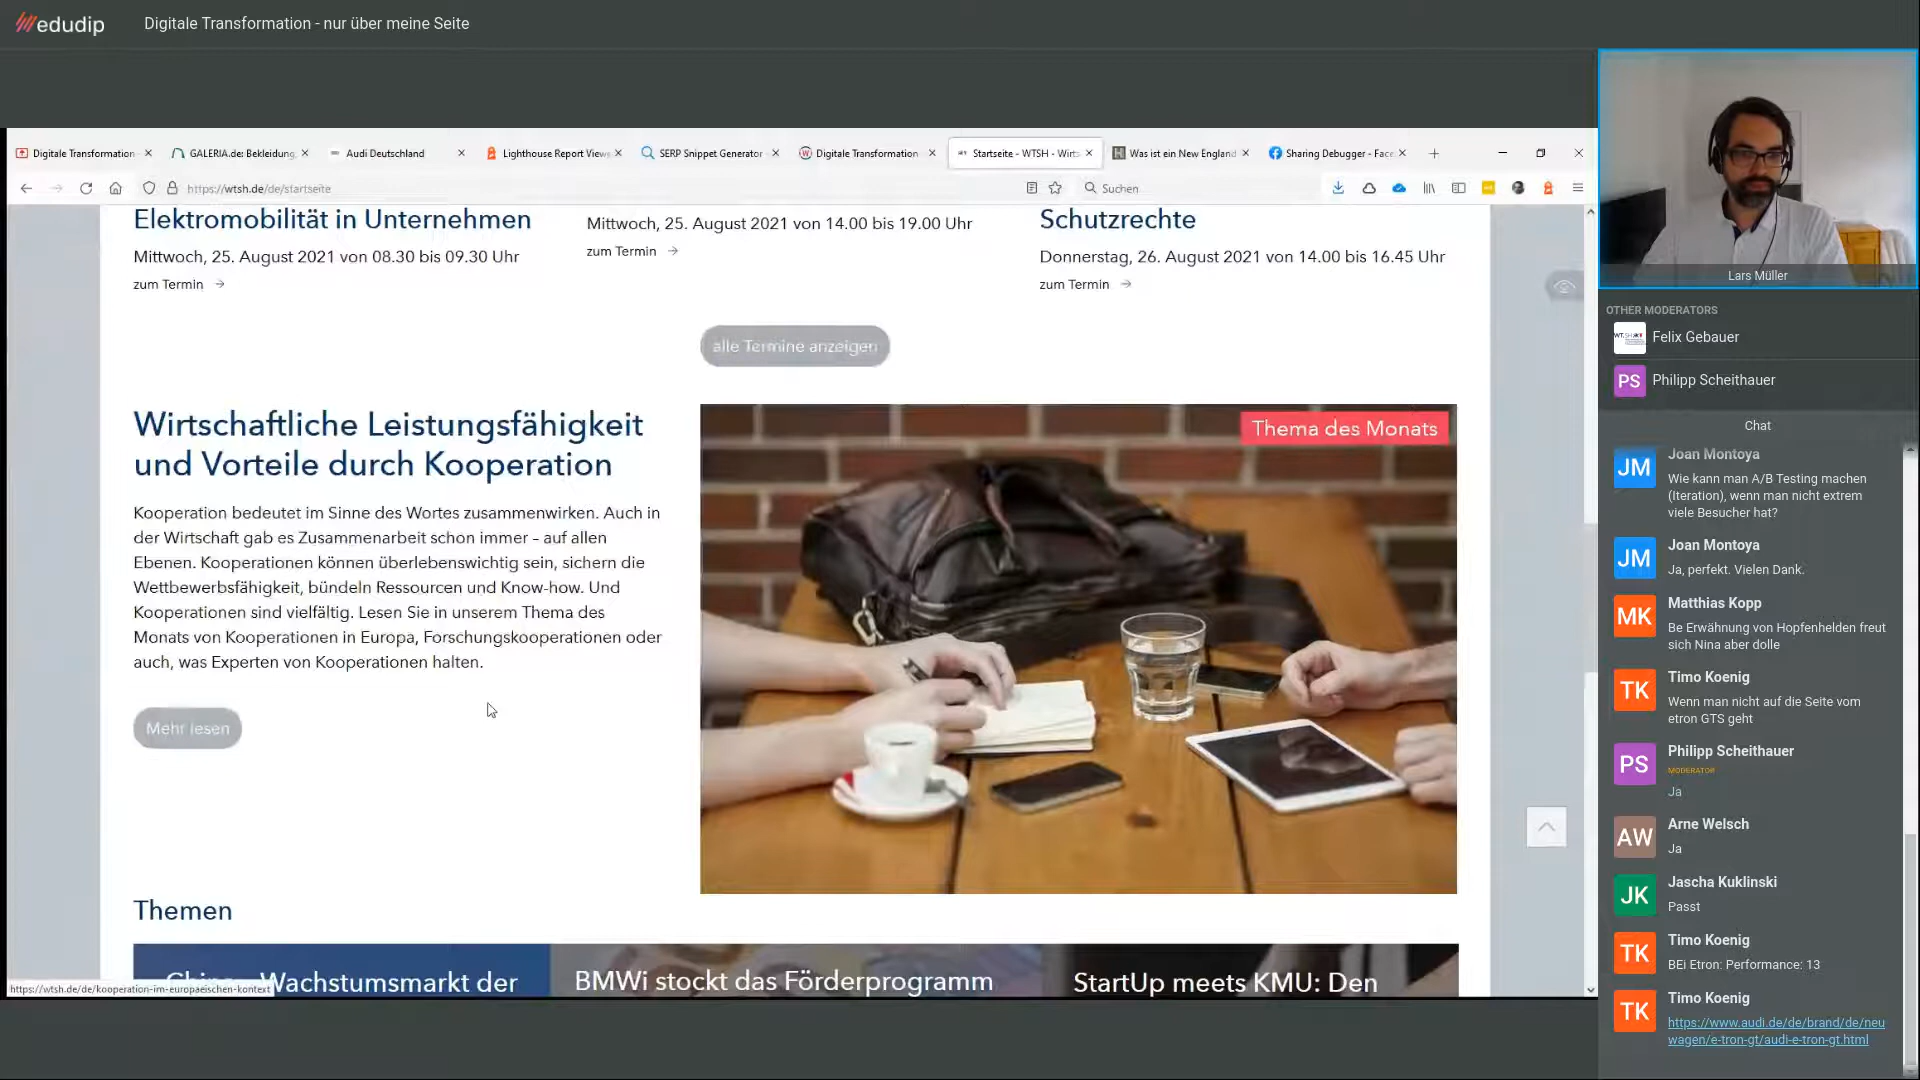 edudip
Digitale Transformation - nur über meine Seite
Digitale Transformation
GALERIA.de: Bekleidung,
Audi Deutschland
Lighthouse Report Viewe
SERP Snippet Generator
Digitale Transformation
Startseite - WTSH - Wirts
Was ist ein New England
Sharing Debugger - Face
https://wtsh.de/de/startseite
Suchen
Elektromobilität in Unternehmen
Mittwoch, 25. August 2021 von 08.30 bis 09.30 Uhr
zum Termin →
Mittwoch, 25. August 2021 von 14.00 bis 19.00 Uhr
zum Termin →
Schutzrechte
Donnerstag, 26. August 2021 von 14.00 bis 16.45 Uhr
zum Termin →
alle Termine anzeigen
Wirtschaftliche Leistungsfähigkeit
und Vorteile durch Kooperation
Kooperation bedeutet im Sinne des Wortes zusammenwirken. Auch in
der Wirtschaft gab es Zusammenarbeit schon immer – auf allen
Ebenen. Kooperationen können überlebenswichtig sein, sichern die
Wettbewerbsfähigkeit, bündeln Ressourcen und Know-how. Und
Kooperationen sind vielfältig. Lesen Sie in unserem Thema des
Monats von Kooperationen in Europa, Forschungskooperationen oder
auch, was Experten von Kooperationen halten.
Mehr lesen
Thema des Monats
Themen
China - Wachstumsmarkt der
BMWi stockt das Förderprogramm
StartUp meets KMU: Den
https://wtsh.de/de/kooperation-im-europaeischen-kontext
Lars Müller
OTHER MODERATORS
Felix Gebauer
PS
Philipp Scheithauer
Chat
JM
Joan Montoya
Wie kann man A/B Testing machen
(Iteration), wenn man nicht extrem
viele Besucher hat?
JM
Joan Montoya
Ja, perfekt. Vielen Dank.
MK
Matthias Kopp
Be Erwähnung von Hopfenhelden freut
sich Nina aber dolle
TK
Timo Koenig
Wenn man nicht auf die Seite vom
etron GTS geht
PS
Philipp Scheithauer
MODERATOR
Ja
AW
Arne Welsch
Ja
JK
Jascha Kuklinski
Passt
TK
Timo Koenig
BEi Etron: Performance: 13
TK
Timo Koenig
https://www.audi.de/de/brand/de/neu
wagen/e-tron-gt/audi-e-tron-gt.html